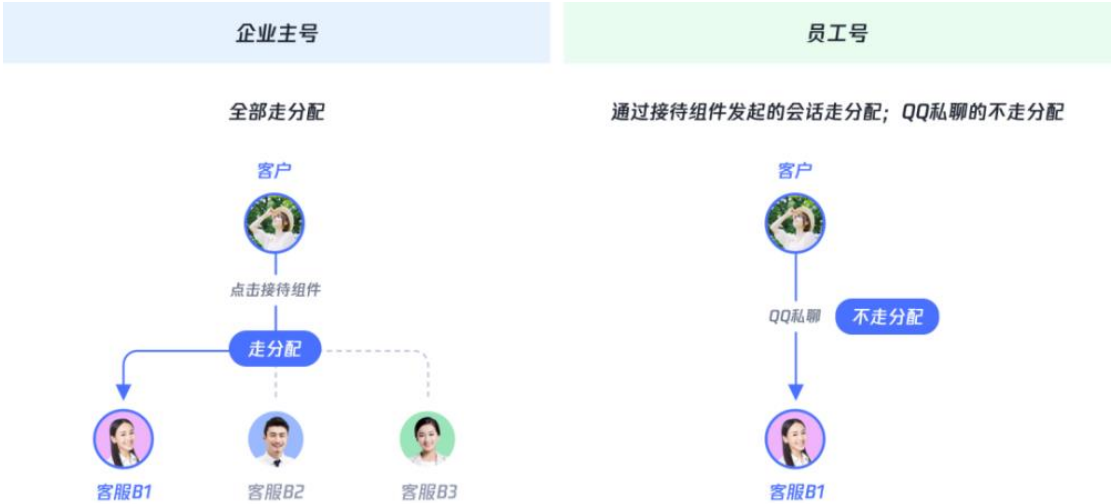 企业主号
全部走分配
客户
点击接待组件
走分配
客服B1
客服B2
客服B3
员工号
通过接待组件发起的会话走分配；QQ私聊的不走分配
客户
QQ私聊
不走分配
客服B1